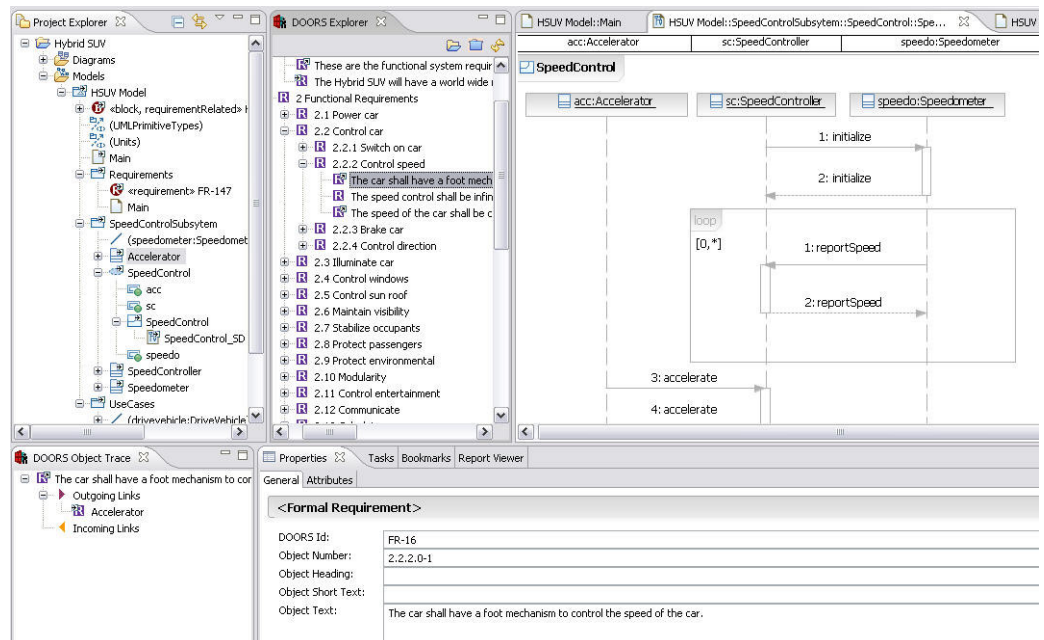 Project Explorer
Hybrid SUV
Diagrams
Models
HSUV Model
«block, requirementRelated»
(UMLPrimitiveTypes)
(Units)
Main
Requirements
«requirement» FR-147
Main
SpeedControlSubsytem
(speedometer:Speedomet
Accelerator
SpeedControl
acc
sc
SpeedControl
SpeedControl_SD
speedo
SpeedController
Speedometer
UseCases
(drivevehicle:DriveVehicle
DOORS Explorer
These are the functional system requir
The Hybrid SUV will have a world wide
2 Functional Requirements
2.1 Power car
2.2 Control car
2.2.1 Switch on car
2.2.2 Control speed
The car shall have a foot mech
The speed control shall be infin
The speed of the car shall be c
2.2.3 Brake car
2.2.4 Control direction
2.3 Illuminate car
2.4 Control windows
2.5 Control sun roof
2.6 Maintain visibility
2.7 Stabilize occupants
2.8 Protect passengers
2.9 Protect environmental
2.10 Modularity
2.11 Control entertainment
2.12 Communicate
HSUV Model::Main
HSUV Model::SpeedControlSubsytem::SpeedControl::Spe...
HSUV
acc:Accelerator sc:SpeedController speedo:Speedometer
SpeedControl
acc:Accelerator sc:SpeedController speedo:Speedometer
1: initialize
2: initialize
loop
[0,*]
1: reportSpeed
2: reportSpeed
3: accelerate
4: accelerate
DOORS Object Trace
The car shall have a foot mechanism to cor
Outgoing Links
Accelerator
Incoming Links
Properties Tasks Bookmarks Report Viewer
General Attributes
<Formal Requirement>
DOORS Id: FR-16
Object Number: 2.2.2.0-1
Object Heading:
Object Short Text:
Object Text: The car shall have a foot mechanism to control the speed of the car.